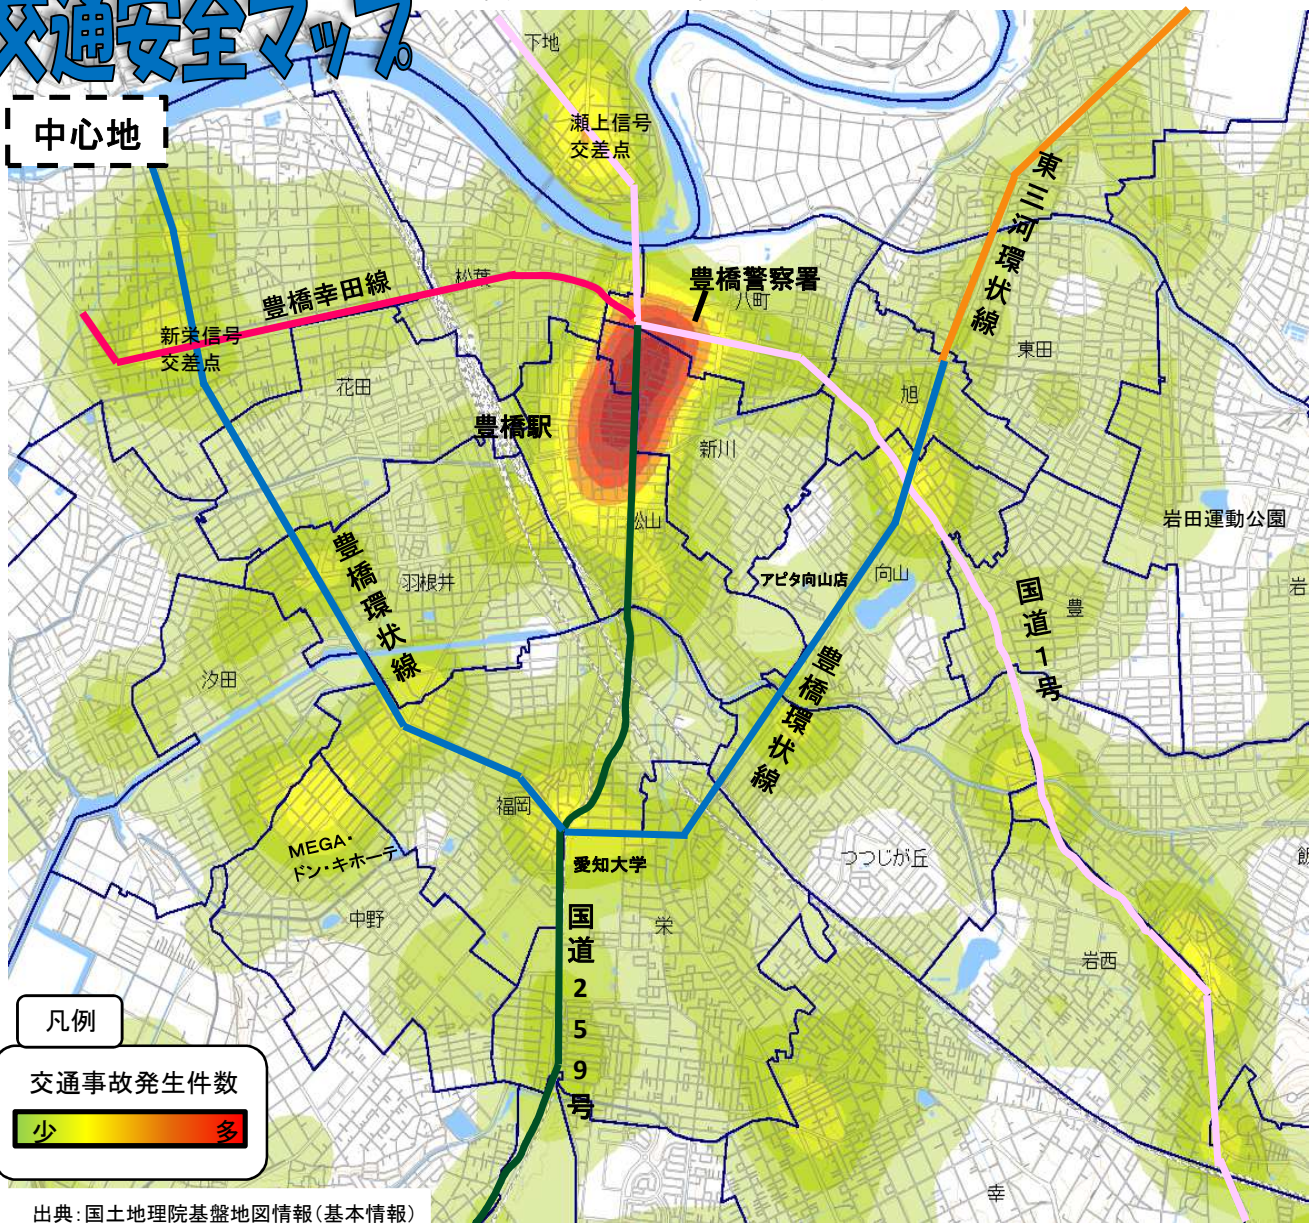 交通安全マップ
中心地
下地
瀬上信号
交差点
東三河環状線
豊橋警察署
八町
松葉
豊橋幸田線
新栄信号
交差点
花田
東田
旭
豊橋駅
新川
松山
岩田運動公園
豊橋環状線
羽根井
アピタ向山店
向山
国道1号
豊
岩
汐田
豊橋環状線
福岡
MEGA・
ドン・キホーテ
愛知大学
つつじが丘
飯
中野
国道259号
栄
岩西
幸
凡例
交通事故発生件数
少
多
出典：国土地理院基盤地図情報（基本情報）